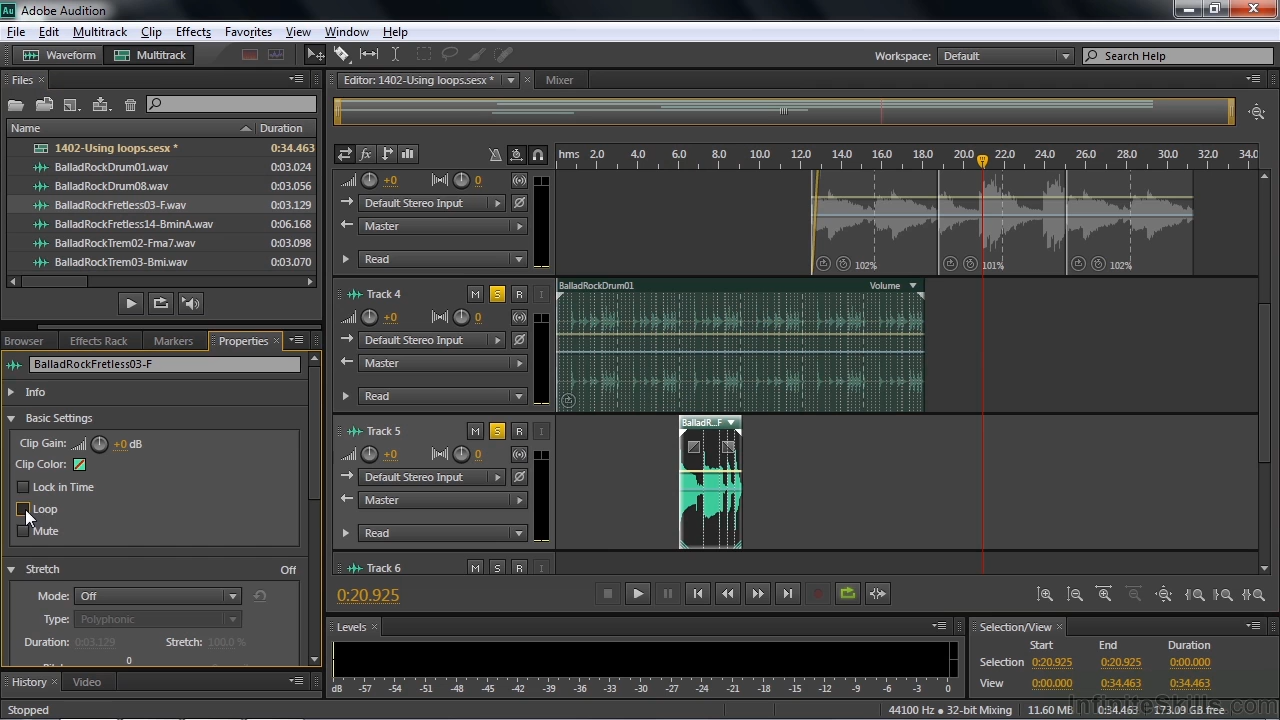 Au Adobe Audition
File Edit Multitrack Clip Effects Favorites View Window Help
Waveform Multitrack Workspace: Default Search Help
Files × Editor: 1402-Using loops.sesx * × Mixer
Name Duration
1402-Using loops.sesx * 0:34.463
BalladRockDrum01.wav 0:03.024
BalladRockDrum08.wav 0:03.056
BalladRockFretless03-F.wav 0:03.129
BalladRockFretless14-BminA.wav 0:06.168
BalladRockTrem02-Fma7.wav 0:03.098
BalladRockTrem03-Bmi.wav 0:03.070
fx hms 2.0 4.0 6.0 8.0 10.0 12.0 14.0 16.0 18.0 20.0 22.0 24.0 26.0 28.0 30.0 32.0 34.0
+0 0
Default Stereo Input
Master
Read
102% 101% 102%
Track 4 M S R I
+0 0
Default Stereo Input
Master
Read
BalladRockDrum01 Volume
Track 5 M S R I
+0 0
Default Stereo Input
Master
Read
BalladR...F
Track 6 M S R I
Browser Effects Rack Markers Properties ×
BalladRockFretless03-F
Info
Basic Settings
Clip Gain: +0 dB
Clip Color:
Lock in Time
Loop
Mute
Stretch Off
Mode: Off
Type: Polyphonic
Duration: 0:03.129 Stretch: 100.0 %
0
History × Video
Stopped
0:20.925
Levels ×
dB -57 -54 -51 -48 -45 -42 -39 -36 -33 -30 -27 -24 -21 -18 -15 -12 -9 -6 -3 0
Selection/View ×
Start End Duration
Selection 0:20.925 0:20.925 0:00.000
View 0:00.000 0:34.463 0:34.463
44100 Hz • 32-bit Mixing 11.60 MB 0:34.463 173.09 GB free
InfiniteSkills.com